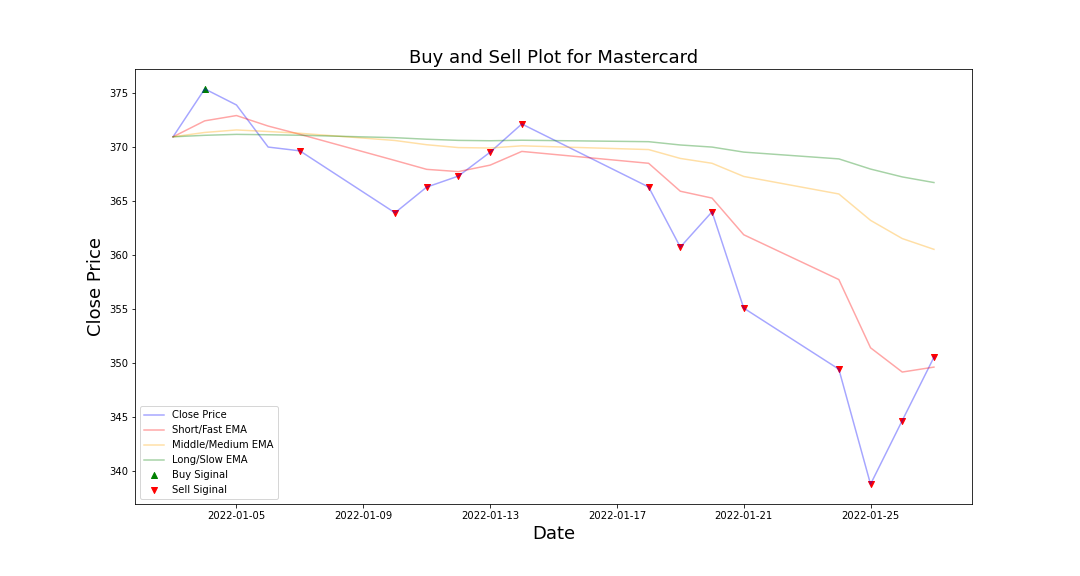 Buy and Sell Plot for Mastercard
Close Price
375
370
365
360
355
350
345
340
Close Price
Short/Fast EMA
Middle/Medium EMA
Long/Slow EMA
Buy Siginal
Sell Siginal
2022-01-05 2022-01-09 2022-01-13 2022-01-17 2022-01-21 2022-01-25
Date